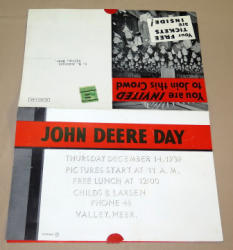 Your FREE
TICKETS
are
INSIDE!
You are INVITED
to Join this Crowd
JOHN DEERE DAY
THURSDAY DECEMBER 14, 1939
PICTURES START AT 11 A. M.
FREE LUNCH AT 12:00
CHILDS & LARSEN
PHONE 45
VALLEY, NEBR.